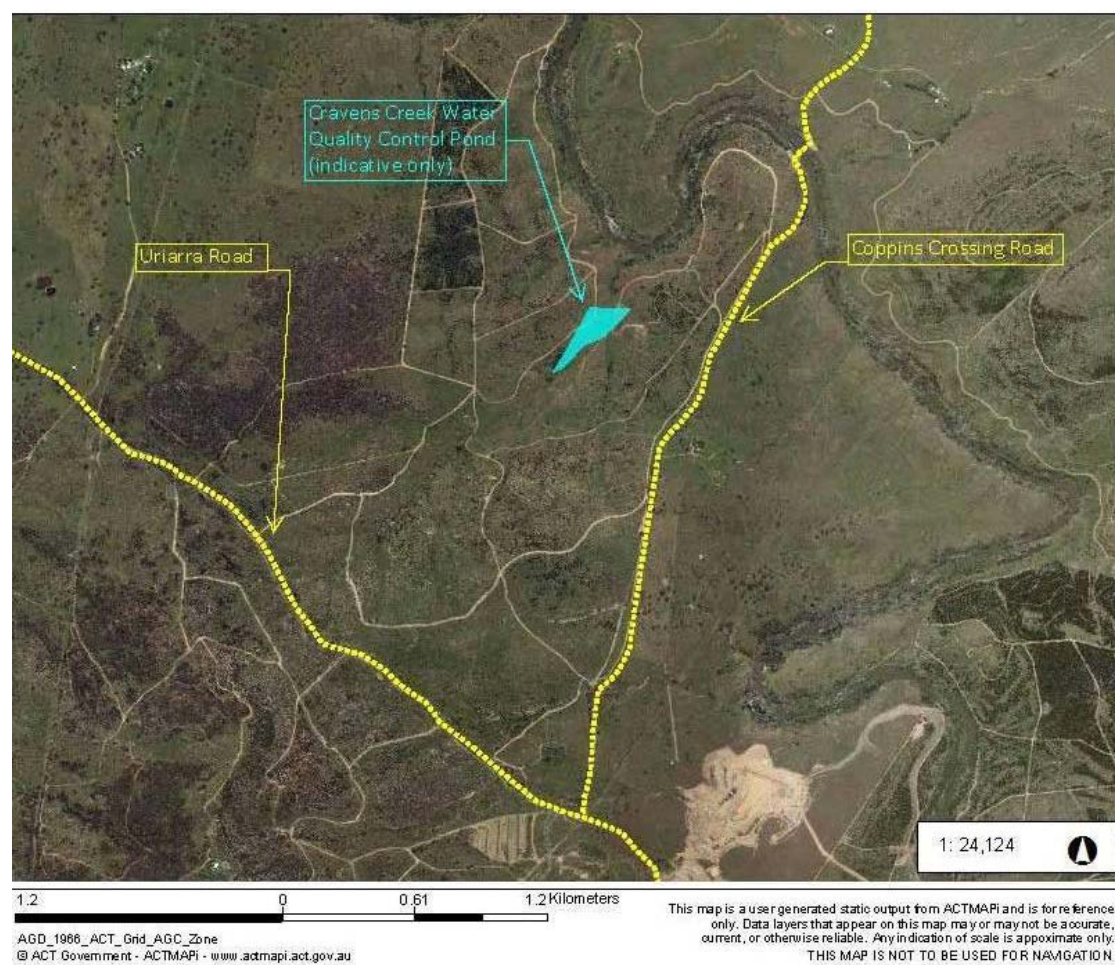 Cravens Creek Water
Quality Control Pond
(indicative only)
Uriarra Road
Coppins Crossing Road
1: 24,124
1.2
0
0.61
1.2 Kilometers
AGD_1966_ACT_Grid_AGC_Zone
© ACT Government - ACTMAPi - www.actmapi.act.gov.au
This map is a user generated static output from ACTMAPi and is for reference
only. Data layers that appear on this map may or may not be accurate,
current, or otherwise reliable. Any indication of scale is appoximate only.
THIS MAP IS NOT TO BE USED FOR NAVIGATION.